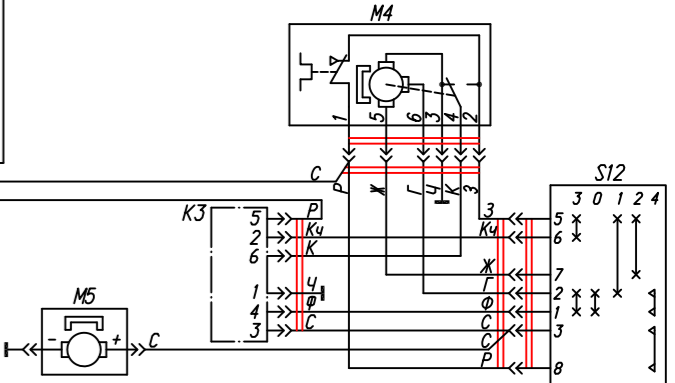 M4
1 5 6 3 4 2
С
Р Ж Г Ч К З
S12
3 0 1 2 4
К3
5 Р З 5
2 Кч Кч 6
6 К
Ж 7
1 Ч Г 2
4 Ф Ф 1
3 С С 3
M5
- + С С
Р 8